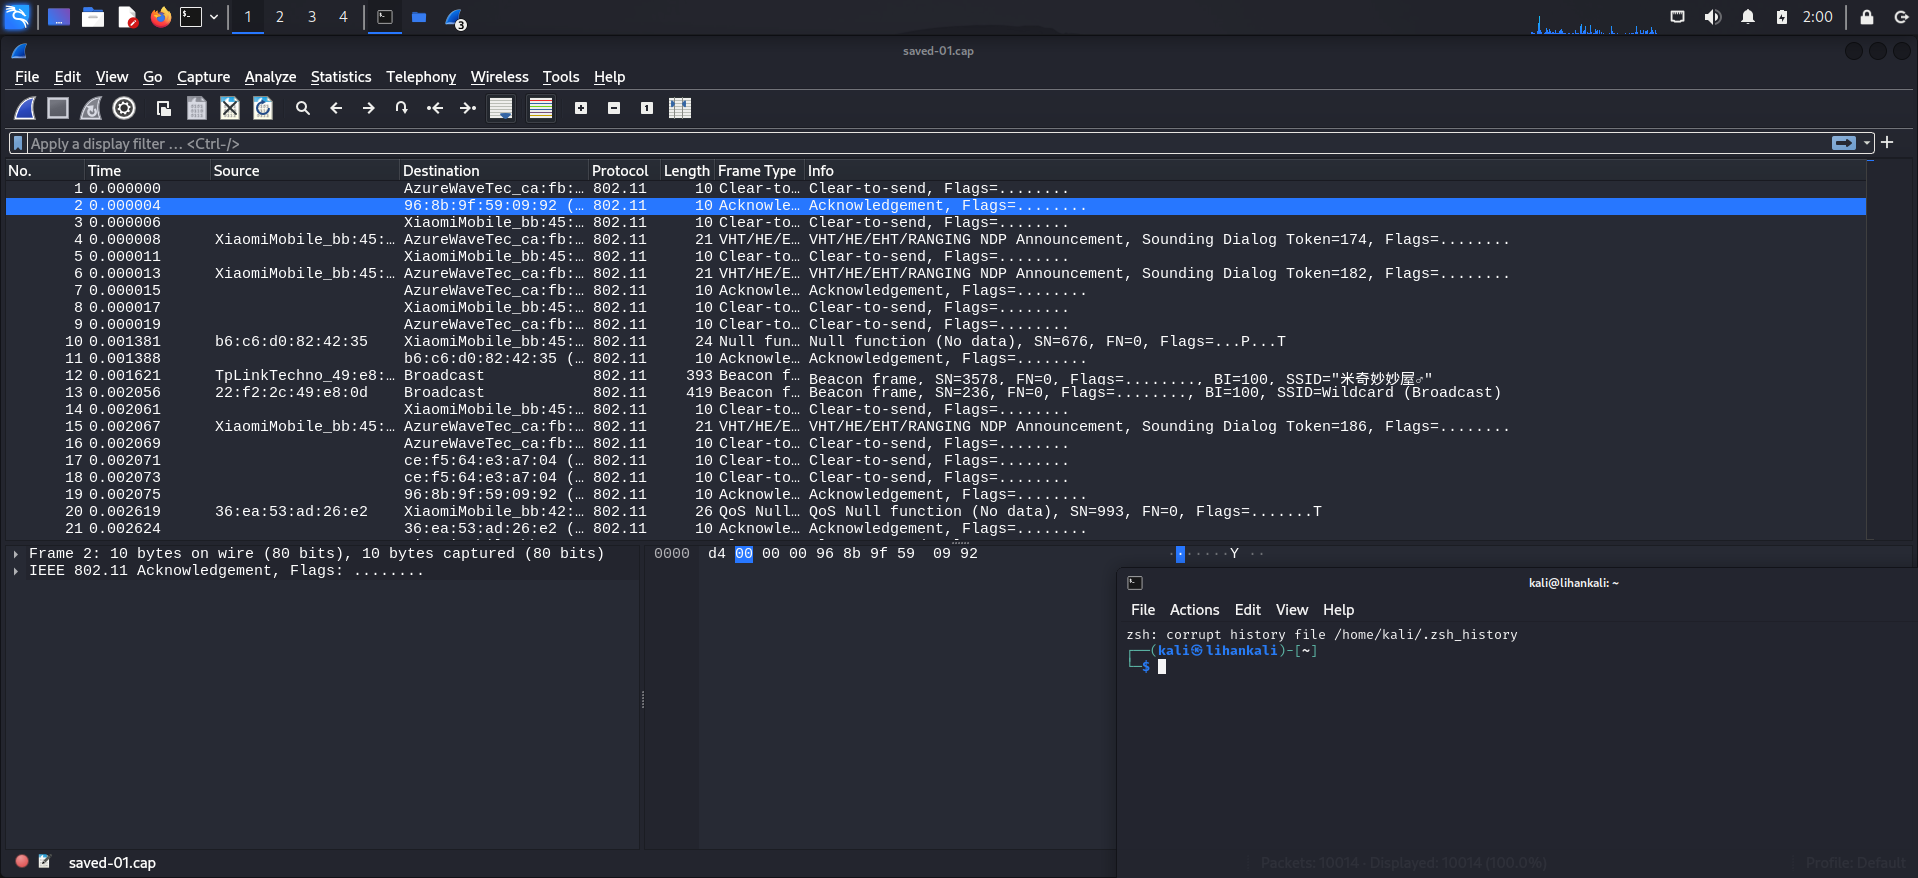 1 2 3 4 3 2:00
saved-01.cap
File Edit View Go Capture Analyze Statistics Telephony Wireless Tools Help
Apply a display filter … <Ctrl-/>
No. Time Source Destination Protocol Length Frame Type Info
1 0.000000 AzureWaveTec_ca:fb:… 802.11 10 Clear-to… Clear-to-send, Flags=........
2 0.000004 96:8b:9f:59:09:92 (… 802.11 10 Acknowle… Acknowledgement, Flags=........
3 0.000006 XiaomiMobile_bb:45:… 802.11 10 Clear-to… Clear-to-send, Flags=........
4 0.000008 XiaomiMobile_bb:45:… AzureWaveTec_ca:fb:… 802.11 21 VHT/HE/E… VHT/HE/EHT/RANGING NDP Announcement, Sounding Dialog Token=174, Flags=........
5 0.000011 XiaomiMobile_bb:45:… 802.11 10 Clear-to… Clear-to-send, Flags=........
6 0.000013 XiaomiMobile_bb:45:… AzureWaveTec_ca:fb:… 802.11 21 VHT/HE/E… VHT/HE/EHT/RANGING NDP Announcement, Sounding Dialog Token=182, Flags=........
7 0.000015 AzureWaveTec_ca:fb:… 802.11 10 Acknowle… Acknowledgement, Flags=........
8 0.000017 XiaomiMobile_bb:45:… 802.11 10 Clear-to… Clear-to-send, Flags=........
9 0.000019 AzureWaveTec_ca:fb:… 802.11 10 Clear-to… Clear-to-send, Flags=........
10 0.001381 b6:c6:d0:82:42:35 XiaomiMobile_bb:45:… 802.11 24 Null fun… Null function (No data), SN=676, FN=0, Flags=...P...T
11 0.001388 b6:c6:d0:82:42:35 (… 802.11 10 Acknowle… Acknowledgement, Flags=........
12 0.001621 TpLinkTechno_49:e8:… Broadcast 802.11 393 Beacon f… Beacon frame, SN=3578, FN=0, Flags=........, BI=100, SSID="米奇妙妙屋♂"
13 0.002056 22:f2:2c:49:e8:0d Broadcast 802.11 419 Beacon f… Beacon frame, SN=236, FN=0, Flags=........, BI=100, SSID=Wildcard (Broadcast)
14 0.002061 XiaomiMobile_bb:45:… 802.11 10 Clear-to… Clear-to-send, Flags=........
15 0.002067 XiaomiMobile_bb:45:… AzureWaveTec_ca:fb:… 802.11 21 VHT/HE/E… VHT/HE/EHT/RANGING NDP Announcement, Sounding Dialog Token=186, Flags=........
16 0.002069 AzureWaveTec_ca:fb:… 802.11 10 Clear-to… Clear-to-send, Flags=........
17 0.002071 ce:f5:64:e3:a7:04 (… 802.11 10 Clear-to… Clear-to-send, Flags=........
18 0.002073 ce:f5:64:e3:a7:04 (… 802.11 10 Clear-to… Clear-to-send, Flags=........
19 0.002075 96:8b:9f:59:09:92 (… 802.11 10 Acknowle… Acknowledgement, Flags=........
20 0.002619 36:ea:53:ad:26:e2 XiaomiMobile_bb:42:… 802.11 26 QoS Null… QoS Null function (No data), SN=993, FN=0, Flags=.......T
21 0.002624 36:ea:53:ad:26:e2 (… 802.11 10 Acknowle… Acknowledgement, Flags=........
Frame 2: 10 bytes on wire (80 bits), 10 bytes captured (80 bits)
IEEE 802.11 Acknowledgement, Flags: ........
0000 d4 00 00 00 96 8b 9f 59 09 92 ·······Y ··
kali@lihankali: ~
File Actions Edit View Help
zsh: corrupt history file /home/kali/.zsh_history
┌──(kali㉿lihankali)-[~]
└─$
saved-01.cap
Packets: 10014 · Displayed: 10014 (100.0%)
Profile: Default